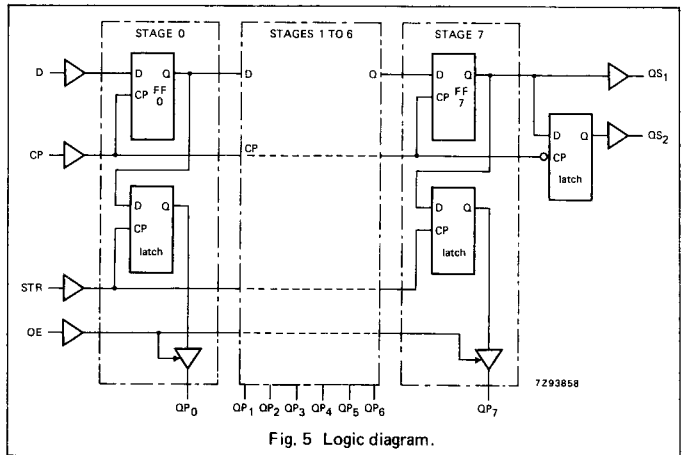 STAGE 0
STAGES 1 TO 6
STAGE 7
D
D Q
FF
0
CP
D
Q
D Q
FF
7
CP
QS1
D Q
CP
latch
QS2
CP
CP
D Q
CP
latch
D Q
CP
latch
STR
OE
7Z93858
QP0
QP1 QP2 QP3 QP4 QP5 QP6
QP7
Fig. 5 Logic diagram.